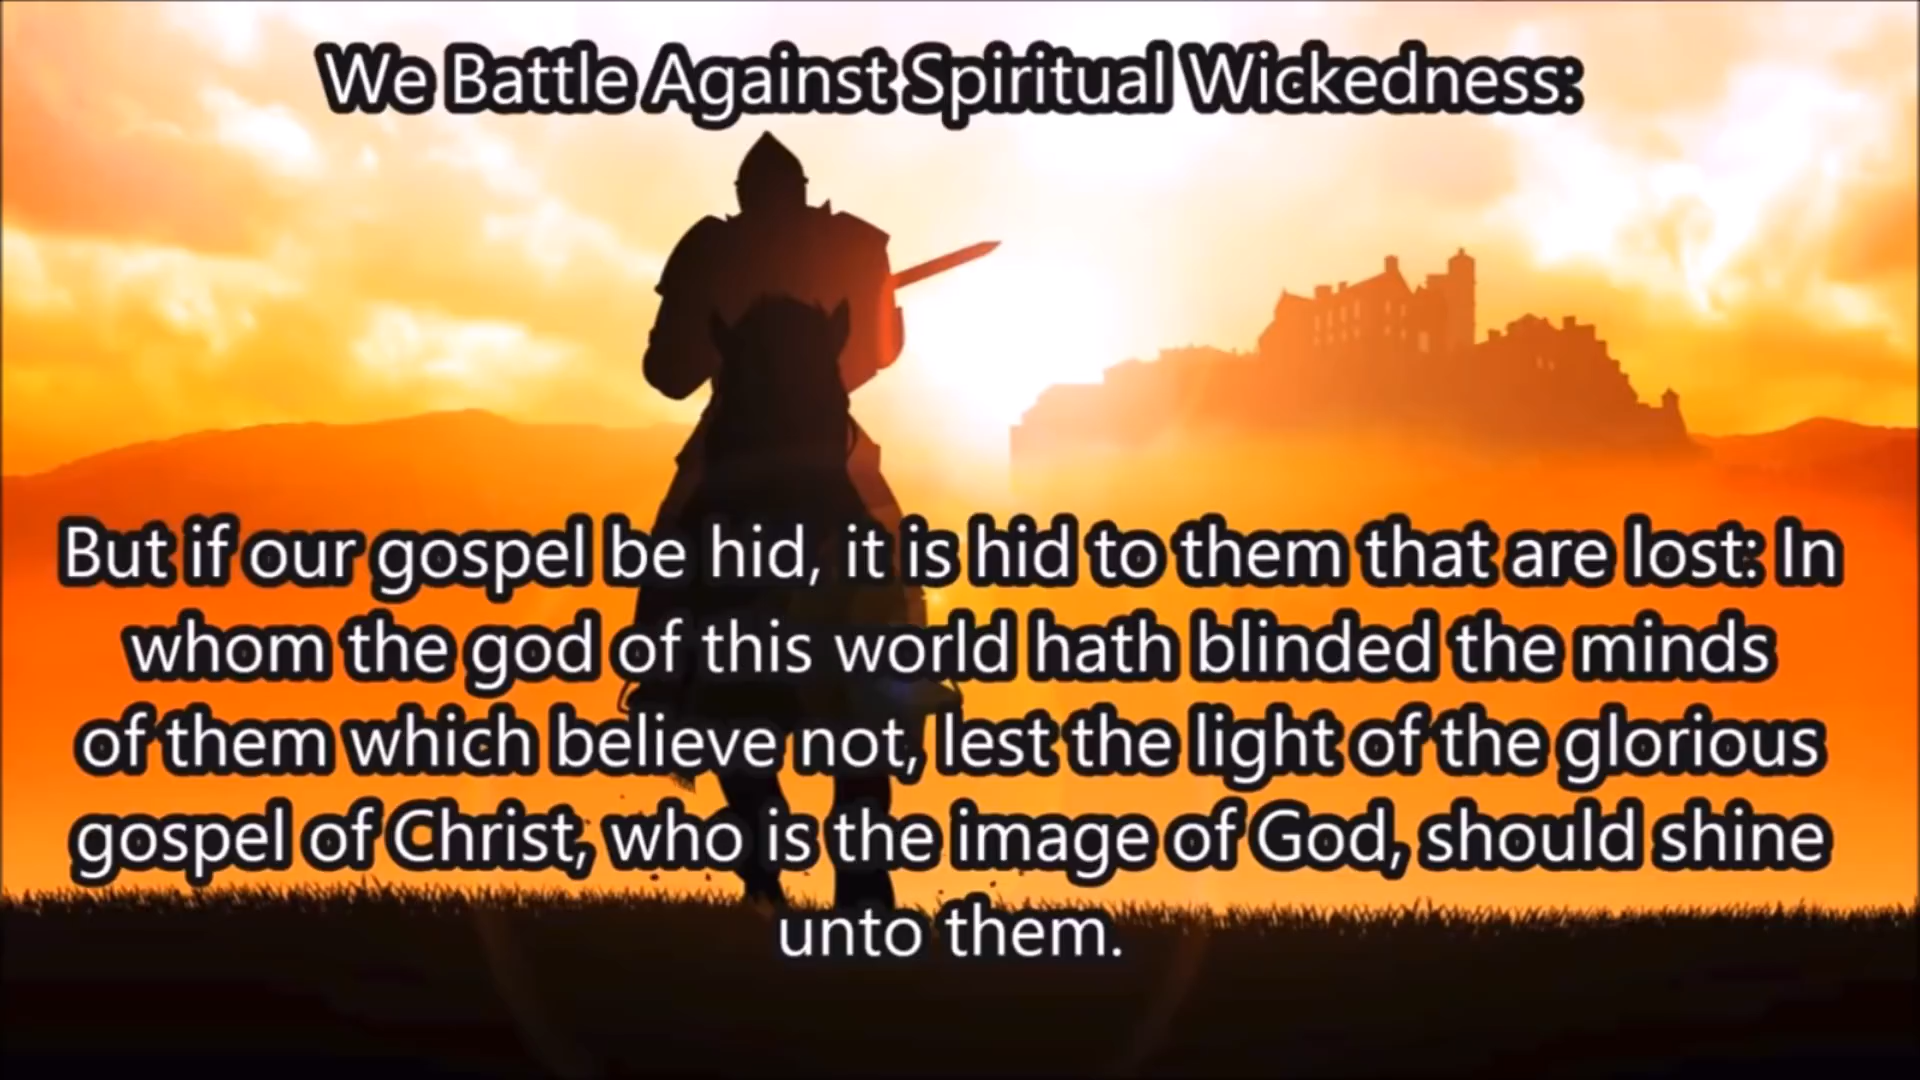 We Battle Against Spiritual Wickedness:
But if our gospel be hid, it is hid to them that are lost: In
whom the god of this world hath blinded the minds
of them which believe not, lest the light of the glorious
gospel of Christ, who is the image of God, should shine
unto them.